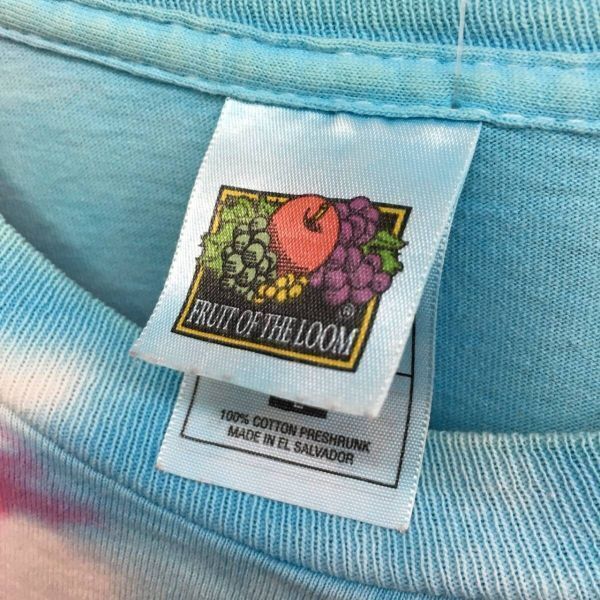 FRUIT OF THE LOOM
®
100% COTTON PRESHRUNK
MADE IN EL SALVADOR